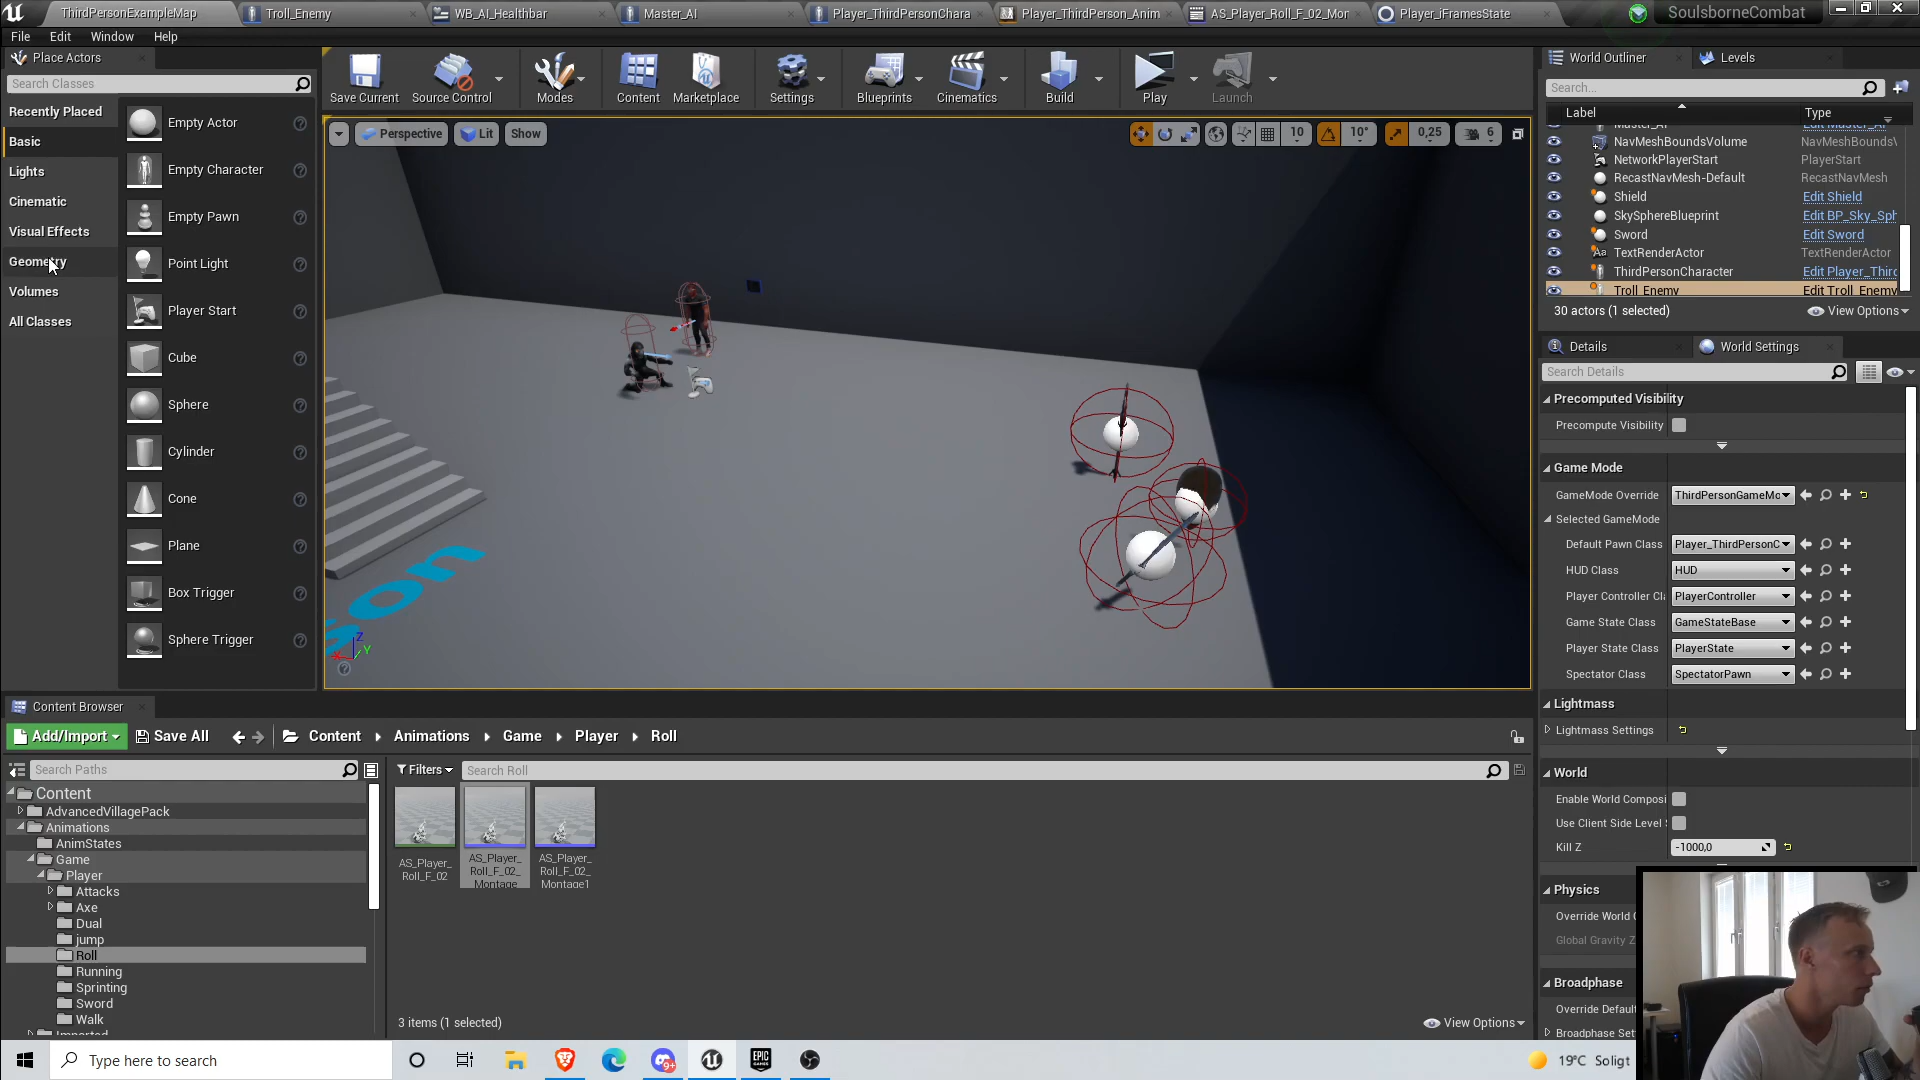 ThirdPersonExampleMap
Troll_Enemy
WB_AI_Healthbar
Master_AI
Player_ThirdPersonChara
Player_ThirdPerson_Anim
AS_Player_Roll_F_02_Mor
Player_iFramesState
SoulsborneCombat
File Edit Window Help
Place Actors
Search Classes
Recently Placed
Basic
Lights
Cinematic
Visual Effects
Geometry
Volumes
All Classes
Empty Actor
Empty Character
Empty Pawn
Point Light
Player Start
Cube
Sphere
Cylinder
Cone
Plane
Box Trigger
Sphere Trigger
Save Current
Source Control
Modes
Content
Marketplace
Settings
Blueprints
Cinematics
Build
Play
Launch
Perspective Lit Show
10 10° 0,25 6
son
Z
X
Y
World Outliner Levels
Search...
Label Type
NavMeshBoundsVolume NavMeshBoundsV
NetworkPlayerStart PlayerStart
RecastNavMesh-Default RecastNavMesh
Shield Edit Shield
SkySphereBlueprint Edit BP_Sky_Sph
Sword Edit Sword
TextRenderActor TextRenderActor
ThirdPersonCharacter Edit Player_Thirc
Troll_Enemy Edit Troll_Enemy
30 actors (1 selected) View Options
Details World Settings
Search Details
Precomputed Visibility
Precompute Visibility
Game Mode
GameMode Override ThirdPersonGameMo
Selected GameMode
Default Pawn Class Player_ThirdPersonC
HUD Class HUD
Player Controller Cl PlayerController
Game State Class GameStateBase
Player State Class PlayerState
Spectator Class SpectatorPawn
Lightmass
Lightmass Settings
World
Enable World Composi
Use Client Side Level
Kill Z -1000,0
Physics
Override World
Global Gravity Z
Broadphase
Override Default
Broadphase Set
Content Browser
Add/Import Save All Content Animations Game Player Roll
Search Paths
Filters Search Roll
Content
AdvancedVillagePack
Animations
AnimStates
Game
Player
Attacks
Axe
Dual
jump
Roll
Running
Sprinting
Sword
Walk
AS_Player_
Roll_F_02
AS_Player_
Roll_F_02_
Montage
AS_Player_
Roll_F_02_
Montage1
3 items (1 selected) View Options
Type here to search
9+
EPIC
GAMES
19°C Soligt